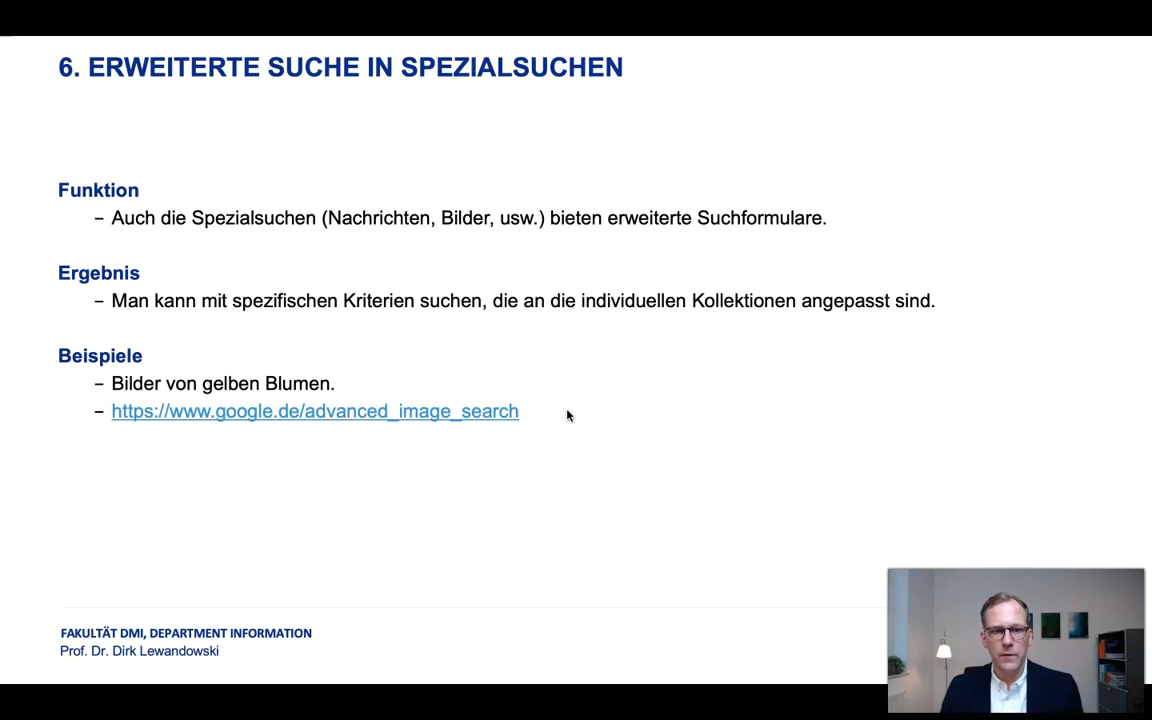 6. ERWEITERTE SUCHE IN SPEZIALSUCHEN
Funktion
– Auch die Spezialsuchen (Nachrichten, Bilder, usw.) bieten erweiterte Suchformulare.
Ergebnis
– Man kann mit spezifischen Kriterien suchen, die an die individuellen Kollektionen angepasst sind.
Beispiele
– Bilder von gelben Blumen.
– https://www.google.de/advanced_image_search
FAKULTÄT DMI, DEPARTMENT INFORMATION
Prof. Dr. Dirk Lewandowski